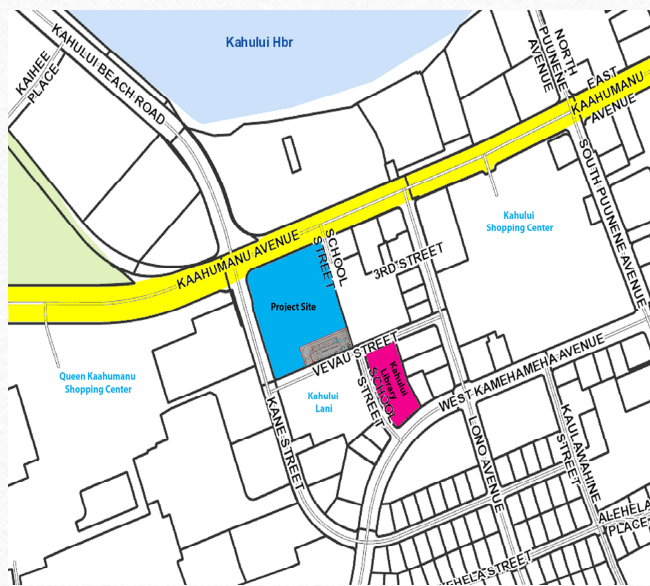 Kahului Hbr
KAHULUI BEACH ROAD
KAIHEE
PLACE
NORTH
PUUNENE
AVENUE
EAST
KAAHUMANU
AVENUE
SOUTH PUUNENE AVENUE
Kahului
Shopping Center
KAAHUMANU AVENUE
SCHOOL
STREET
3RD STREET
Project Site
VEVAU STREET
Kahului
Library
SCHOOL
STREET
WEST KAMEHAMEHA AVENUE
Queen Kaahumanu
Shopping Center
Kahului
Lani
KANE STREET
LONO AVENUE
KAULAWAHINE
STREET
ALEHELA
PLACE
EHELA STREET